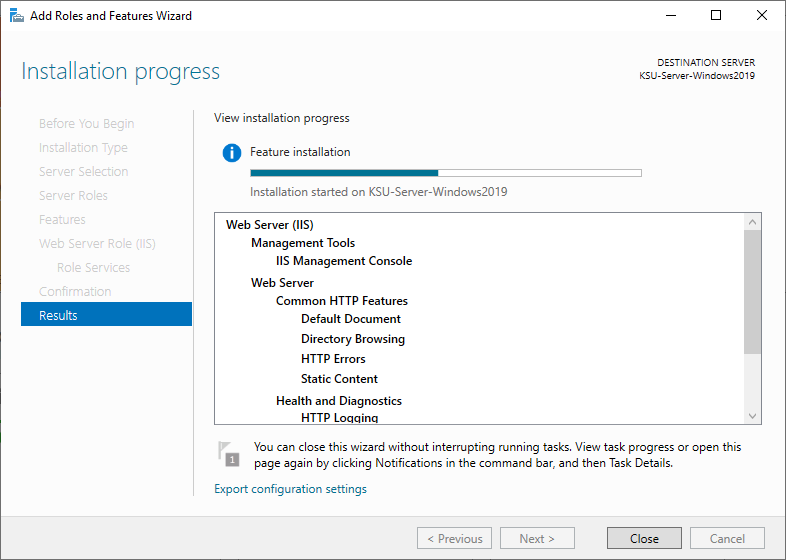 Add Roles and Features Wizard
Installation progress
DESTINATION SERVER
KSU-Server-Windows2019
Before You Begin
Installation Type
Server Selection
Server Roles
Features
Web Server Role (IIS)
Role Services
Confirmation
Results
View installation progress
Feature installation
Installation started on KSU-Server-Windows2019
Web Server (IIS)
Management Tools
IIS Management Console
Web Server
Common HTTP Features
Default Document
Directory Browsing
HTTP Errors
Static Content
Health and Diagnostics
HTTP Logging
1
You can close this wizard without interrupting running tasks. View task progress or open this
page again by clicking Notifications in the command bar, and then Task Details.
Export configuration settings
< Previous
Next >
Close
Cancel